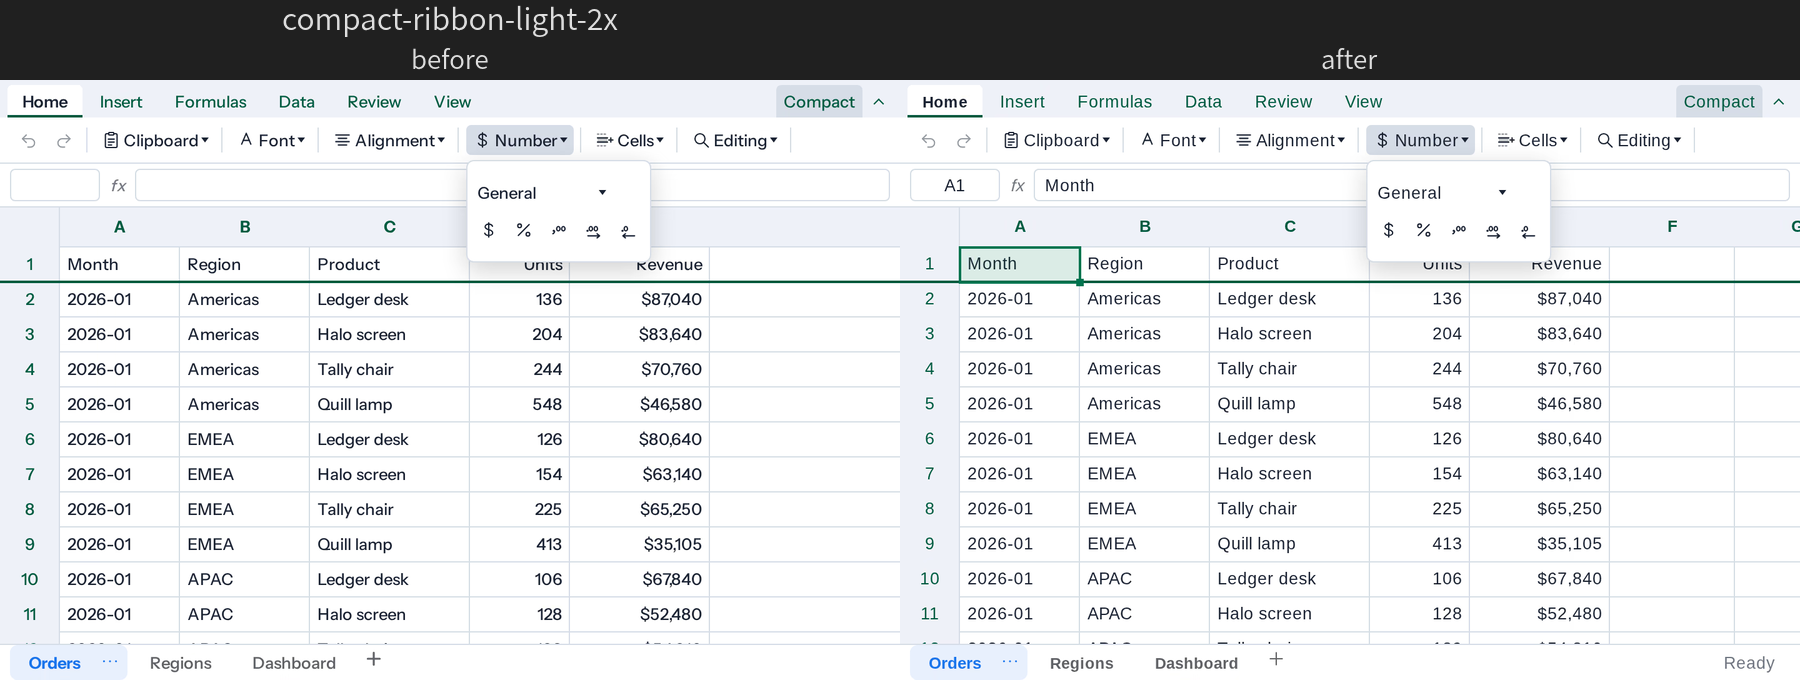 compact-ribbon-light-2x
before after
Home Insert Formulas Data Review View Compact
Clipboard Font Alignment $ Number Cells Editing
fx
General
$ % ,00 .00 .0
A B C
1 Month Region Product Units Revenue
2 2026-01 Americas Ledger desk 136 $87,040
3 2026-01 Americas Halo screen 204 $83,640
4 2026-01 Americas Tally chair 244 $70,760
5 2026-01 Americas Quill lamp 548 $46,580
6 2026-01 EMEA Ledger desk 126 $80,640
7 2026-01 EMEA Halo screen 154 $63,140
8 2026-01 EMEA Tally chair 225 $65,250
9 2026-01 EMEA Quill lamp 413 $35,105
10 2026-01 APAC Ledger desk 106 $67,840
11 2026-01 APAC Halo screen 128 $52,480
Orders ... Regions Dashboard +
Home Insert Formulas Data Review View Compact
Clipboard Font Alignment $ Number Cells Editing
A1 fx Month
General
$ % ,00 .00 .0
A B C F G
1 Month Region Product Units Revenue
2 2026-01 Americas Ledger desk 136 $87,040
3 2026-01 Americas Halo screen 204 $83,640
4 2026-01 Americas Tally chair 244 $70,760
5 2026-01 Americas Quill lamp 548 $46,580
6 2026-01 EMEA Ledger desk 126 $80,640
7 2026-01 EMEA Halo screen 154 $63,140
8 2026-01 EMEA Tally chair 225 $65,250
9 2026-01 EMEA Quill lamp 413 $35,105
10 2026-01 APAC Ledger desk 106 $67,840
11 2026-01 APAC Halo screen 128 $52,480
Orders ... Regions Dashboard + Ready